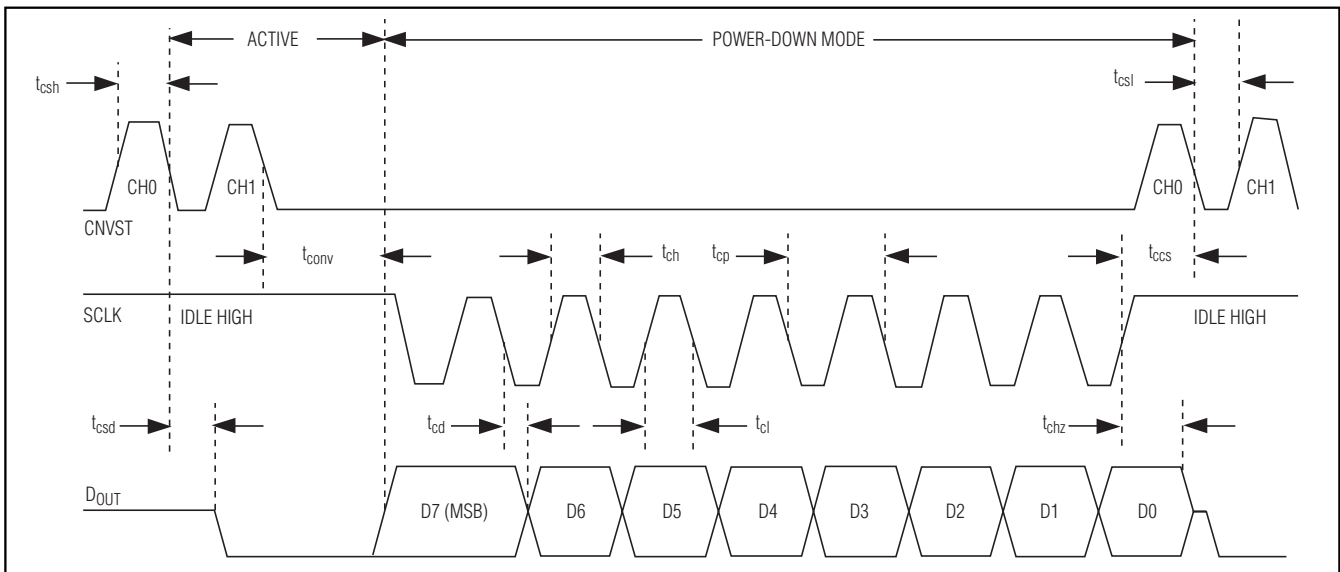 ACTIVE
POWER-DOWN MODE
tcsh
tcsl
CH0
CH1
CH0
CH1
CNVST
tconv
tch
tcp
tccs
SCLK
IDLE HIGH
IDLE HIGH
tcsd
tcd
tcl
tchz
DOUT
D7 (MSB)
D6
D5
D4
D3
D2
D1
D0